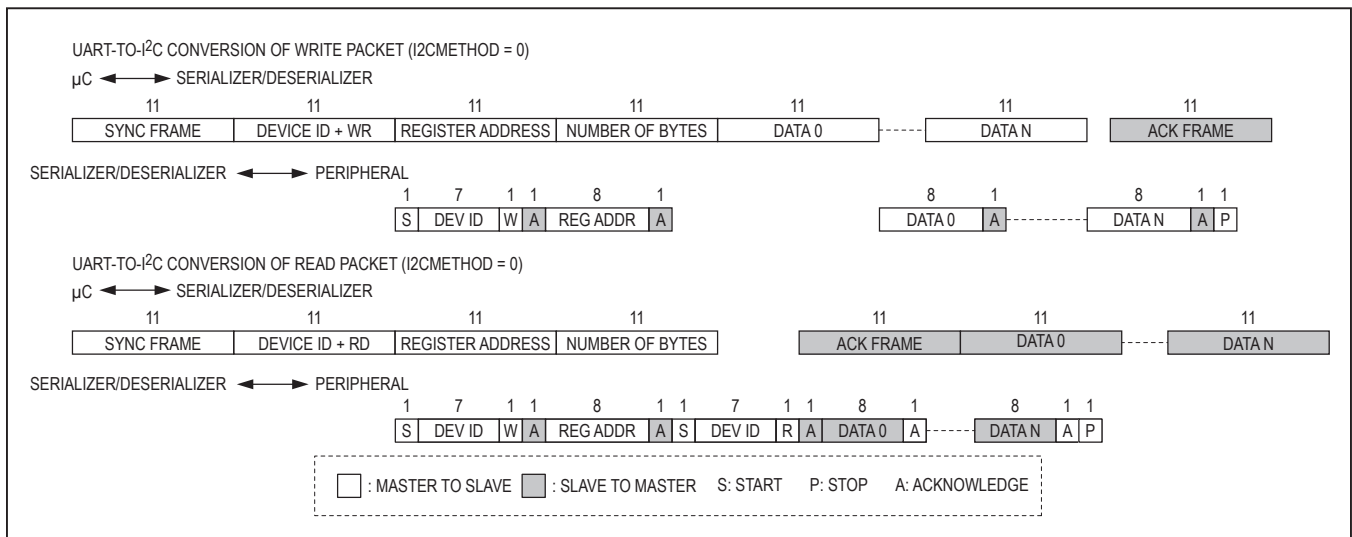 UART-TO-I2C CONVERSION OF WRITE PACKET (I2CMETHOD = 0)
µC SERIALIZER/DESERIALIZER
11 11 11 11 11 11 11
SYNC FRAME DEVICE ID + WR REGISTER ADDRESS NUMBER OF BYTES DATA 0 DATA N ACK FRAME
SERIALIZER/DESERIALIZER PERIPHERAL
1 7 1 1 8 1 8 1 8 1 1
S DEV ID W A REG ADDR A DATA 0 A DATA N A P
UART-TO-I2C CONVERSION OF READ PACKET (I2CMETHOD = 0)
µC SERIALIZER/DESERIALIZER
11 11 11 11 11 11 11
SYNC FRAME DEVICE ID + RD REGISTER ADDRESS NUMBER OF BYTES ACK FRAME DATA 0 DATA N
SERIALIZER/DESERIALIZER PERIPHERAL
1 7 1 1 8 1 1 7 1 1 8 1 8 1 1
S DEV ID W A REG ADDR A S DEV ID R A DATA 0 A DATA N A P
: MASTER TO SLAVE : SLAVE TO MASTER S: START P: STOP A: ACKNOWLEDGE